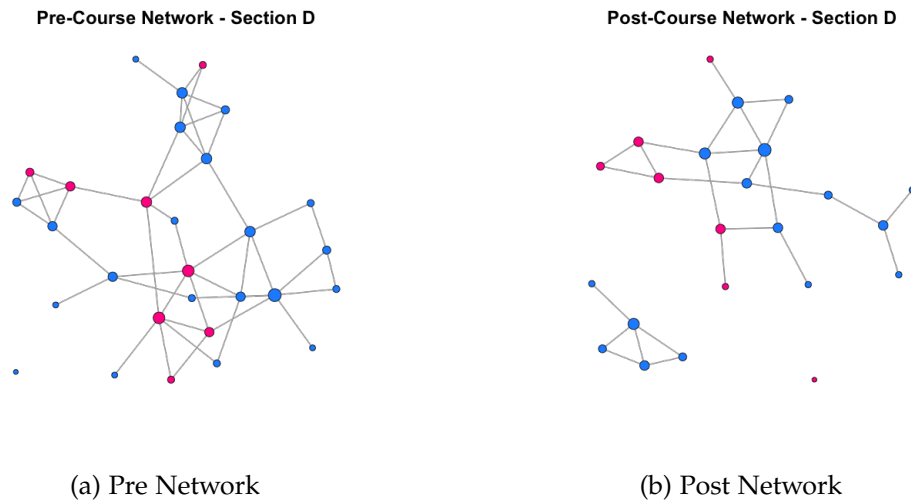 Pre-Course Network - Section D
Post-Course Network - Section D
(a) Pre Network
(b) Post Network